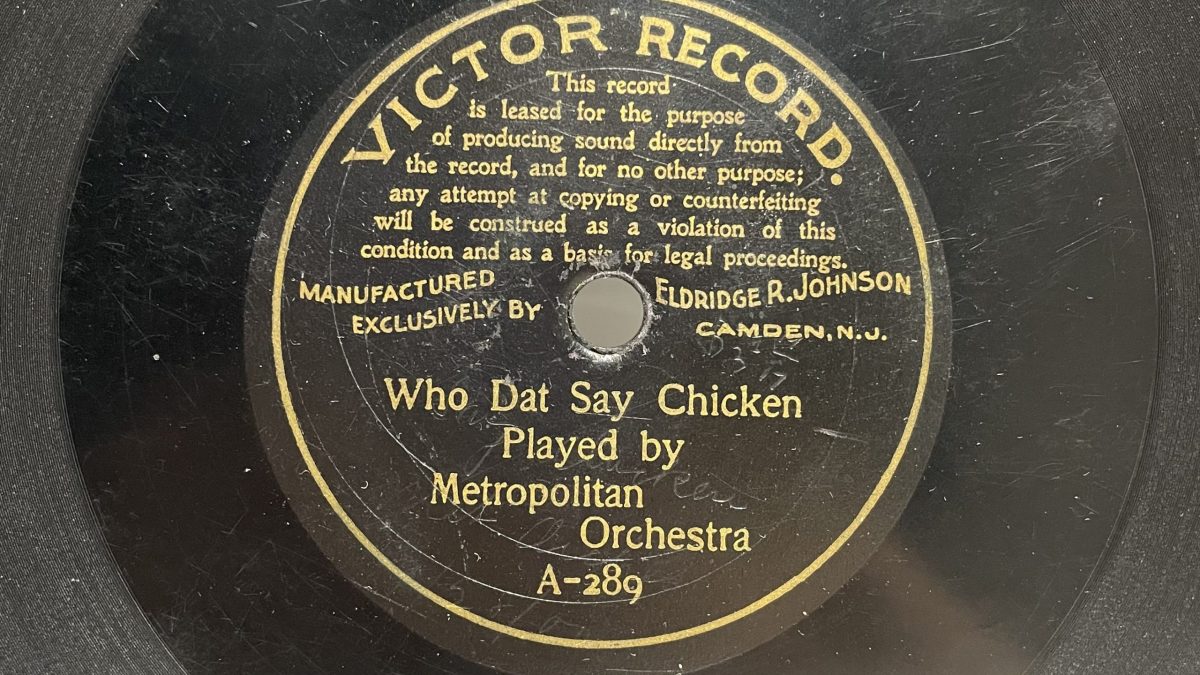 VICTOR RECORD.
This record
is leased for the purpose
of producing sound directly from
the record, and for no other purpose;
any attempt at copying or counterfeiting
will be construed as a violation of this
condition and as a basis for legal proceedings.
MANUFACTURED
EXCLUSIVELY BY
ELDRIDGE R. JOHNSON
CAMDEN, N.J.
Who Dat Say Chicken
Played by
Metropolitan
Orchestra
A-289